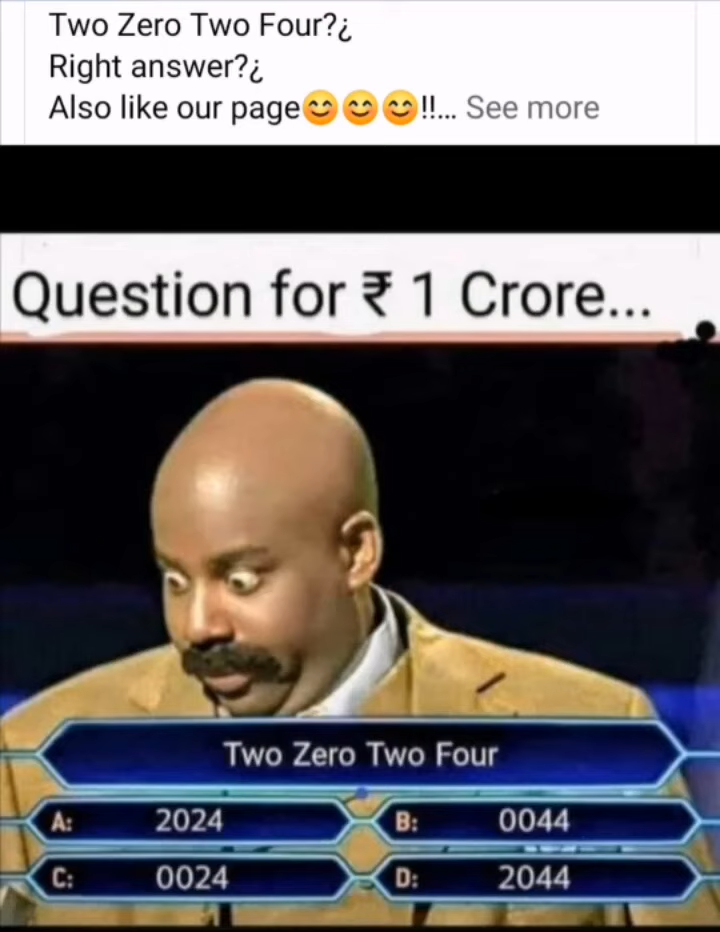 Two Zero Two Four?¿
Right answer?¿
Also like our page😊😊😊!!... See more
Question for ₹ 1 Crore...
Two Zero Two Four
A: 2024 B: 0044
C: 0024 D: 2044